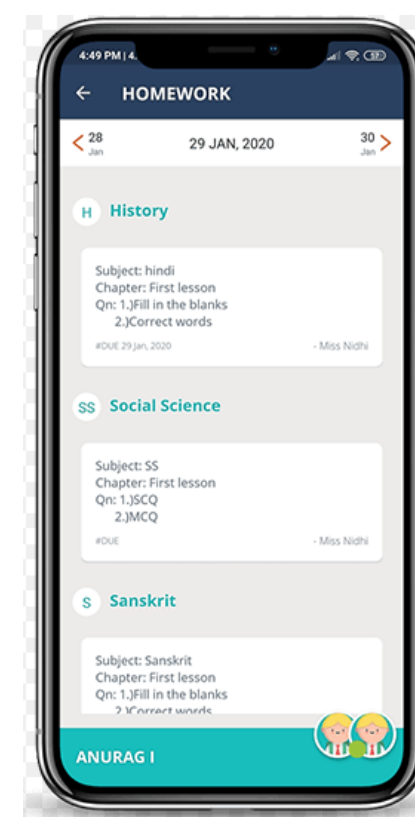 4:49 PM | 4.
HOMEWORK
28
Jan
29 JAN, 2020
30
Jan
H History
Subject: hindi
Chapter: First lesson
Qn: 1.)Fill in the blanks
2.)Correct words
#DUE 29 Jan, 2020 - Miss Nidhi
SS Social Science
Subject: SS
Chapter: First lesson
Qn: 1.)SCQ
2.)MCQ
#DUE - Miss Nidhi
S Sanskrit
Subject: Sanskrit
Chapter: First lesson
Qn: 1.)Fill in the blanks
2.)Correct words
ANURAG I